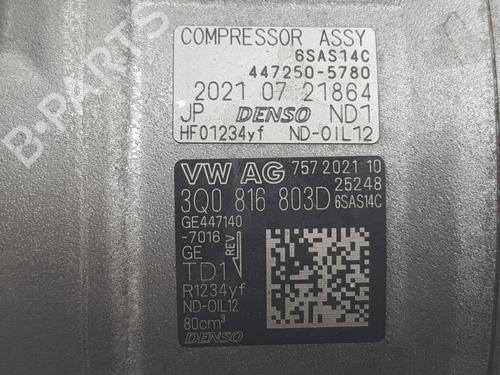 COMPRESSOR ASSY
6SAS14C
447250-5780
2021 07 21864
JP DENSO ND1
HF01234yf ND-OIL12
VW AG 757 2021 10
25248
3Q0 816 803D 6SAS14C
GE447140
-7016
GE REV
TD1
R1234yf
ND-OIL12
80cm³
DENSO